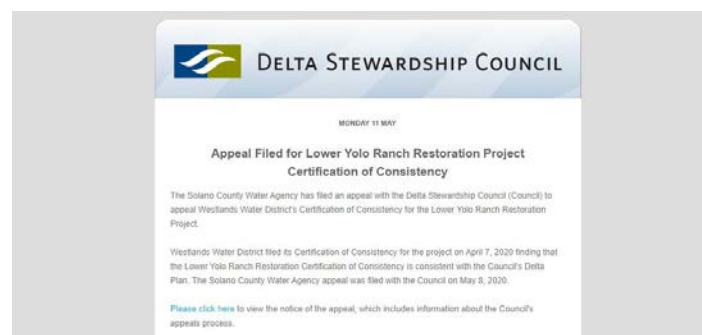 DELTA STEWARDSHIP COUNCIL
MONDAY 11 MAY
Appeal Filed for Lower Yolo Ranch Restoration Project
Certification of Consistency
The Solano County Water Agency has filed an appeal with the Delta Stewardship Council (Council) to
appeal Westlands Water District's Certification of Consistency for the Lower Yolo Ranch Restoration
Project.
Westlands Water District filed its Certification of Consistency for the project on April 7, 2020 finding that
the Lower Yolo Ranch Restoration Certification of Consistency is consistent with the Council's Delta
Plan. The Solano County Water Agency appeal was filed with the Council on May 8, 2020.
Please click here to view the notice of the appeal, which includes information about the Council's
appeals process.